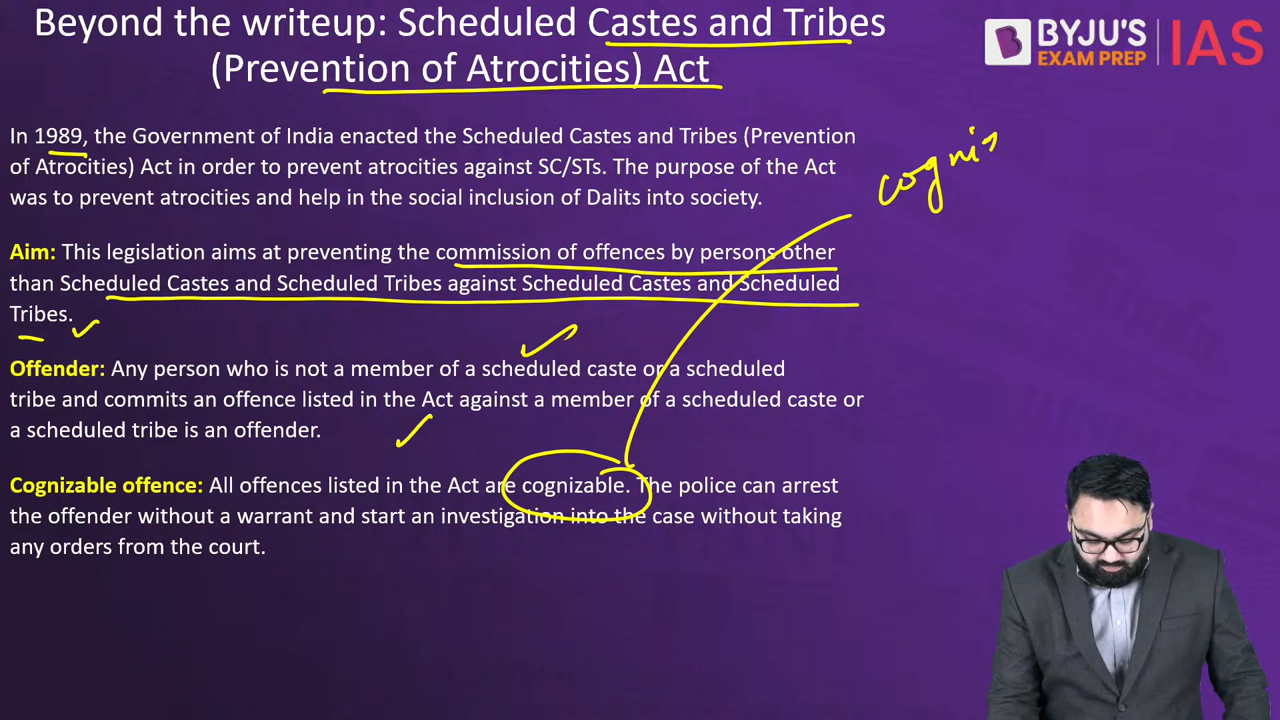 Beyond the writeup: Scheduled Castes and Tribes
(Prevention of Atrocities) Act
BYJU'S
EXAM PREP
IAS
In 1989, the Government of India enacted the Scheduled Castes and Tribes (Prevention
of Atrocities) Act in order to prevent atrocities against SC/STs. The purpose of the Act
was to prevent atrocities and help in the social inclusion of Dalits into society.
cogniz
Aim: This legislation aims at preventing the commission of offences by persons other
than Scheduled Castes and Scheduled Tribes against Scheduled Castes and Scheduled
Tribes.
Offender: Any person who is not a member of a scheduled caste or a scheduled
tribe and commits an offence listed in the Act against a member of a scheduled caste or
a scheduled tribe is an offender.
Cognizable offence: All offences listed in the Act are cognizable. The police can arrest
the offender without a warrant and start an investigation into the case without taking
any orders from the court.